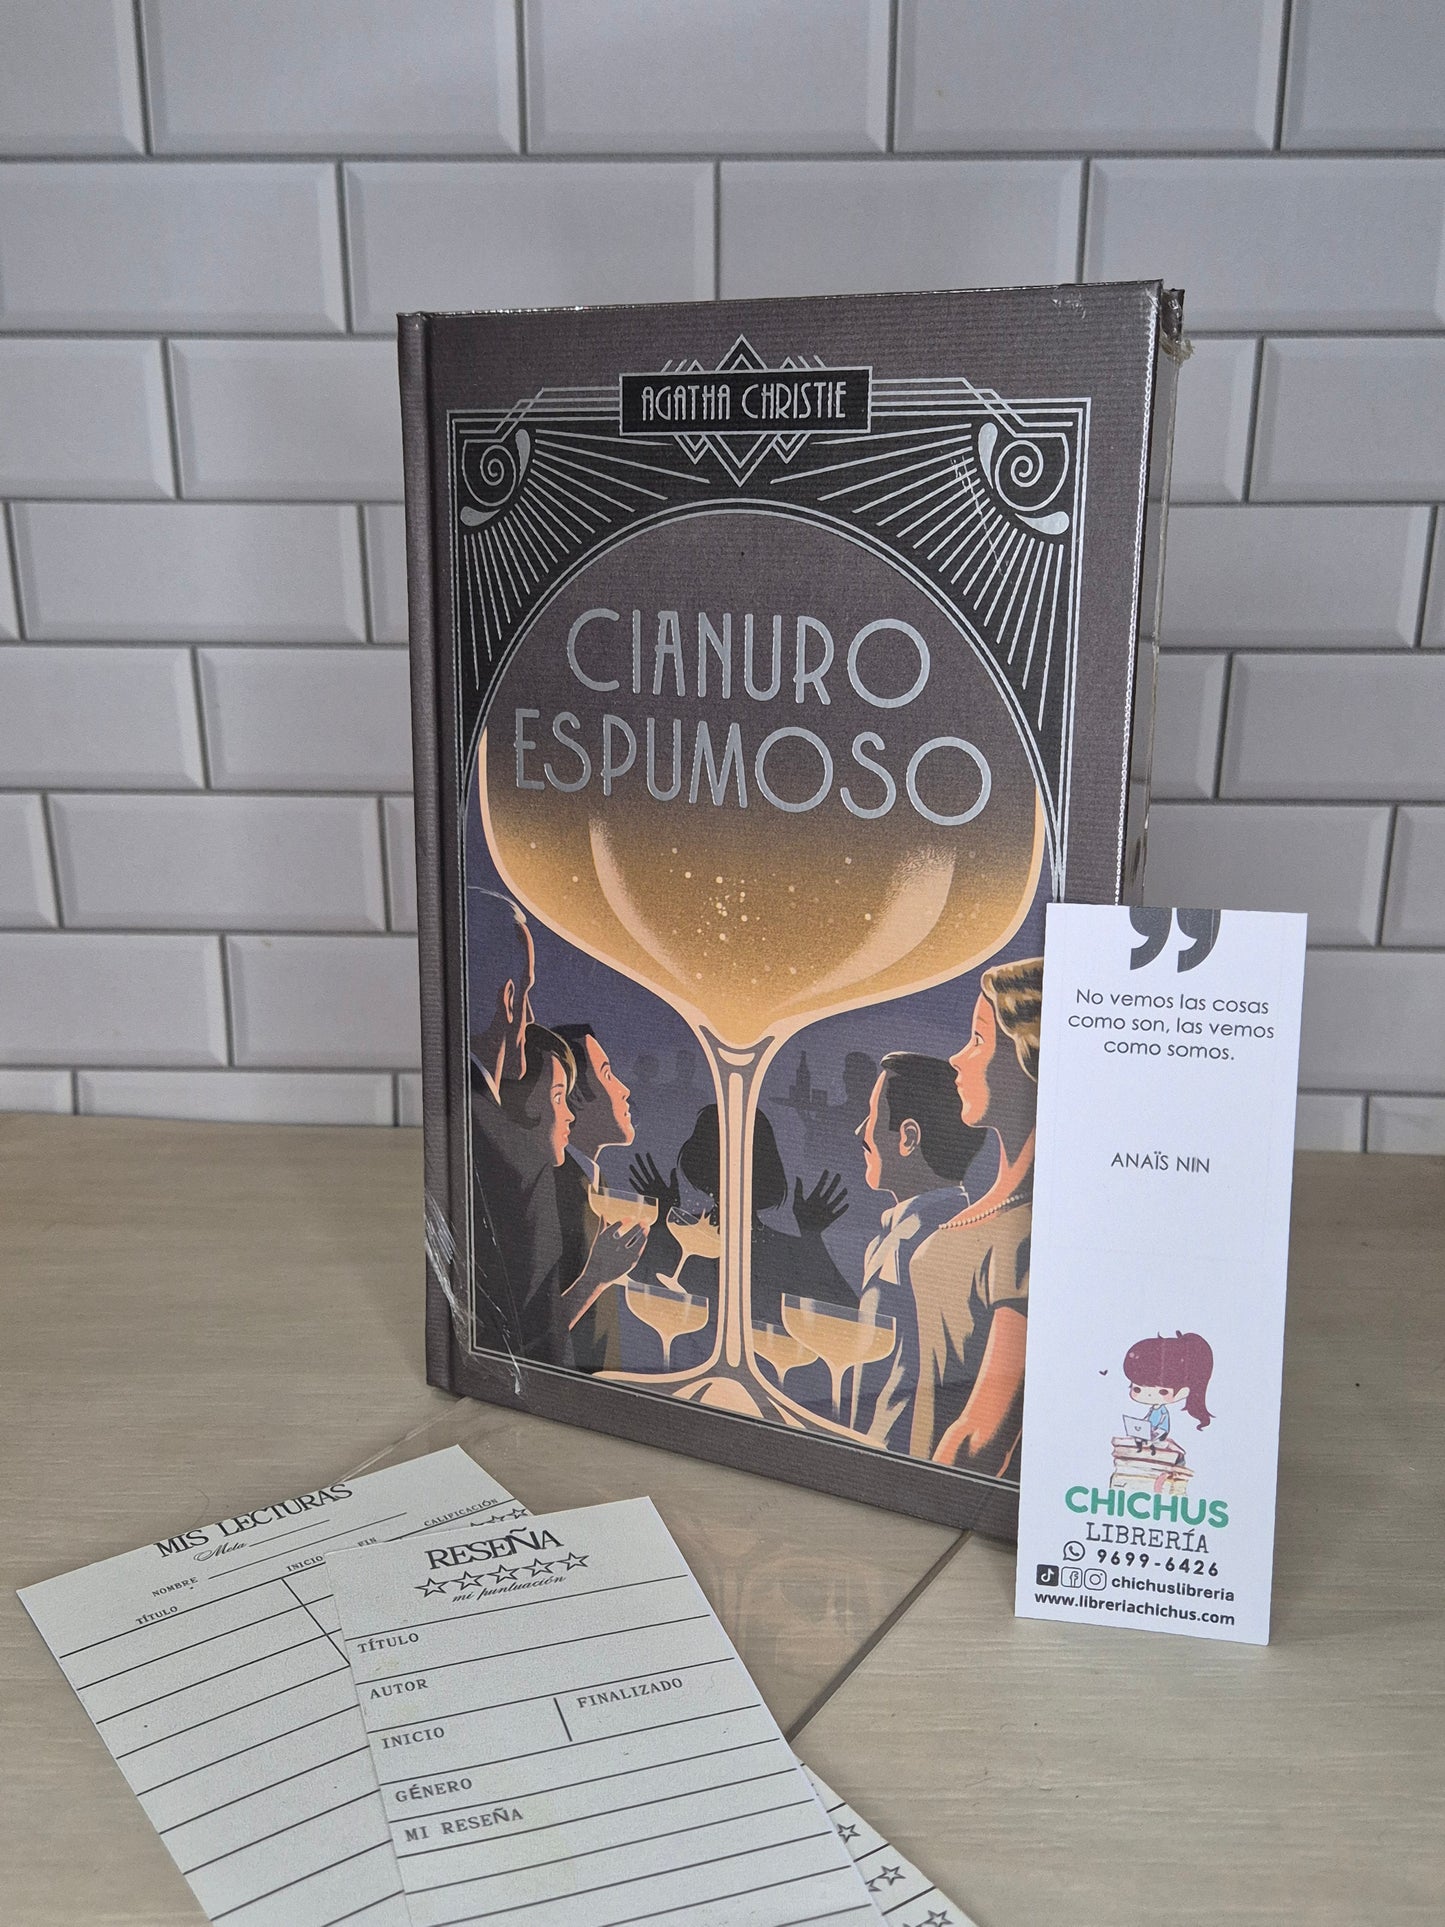 AGATHA CHRISTIE
CIANURO
ESPUMOSO
”
No vemos las cosas
como son, las vemos
como somos.
ANAÏS NIN
CHICHUS
LIBRERÍA
9699-6426
chichuslibreria
www.libreriachichus.com
MIS LECTURAS
Meta
NOMBRE
TÍTULO
INICIO
FIN
CALIFICACIÓN
RESEÑA
mi puntuación
TÍTULO
AUTOR
INICIO
FINALIZADO
GÉNERO
MI RESEÑA